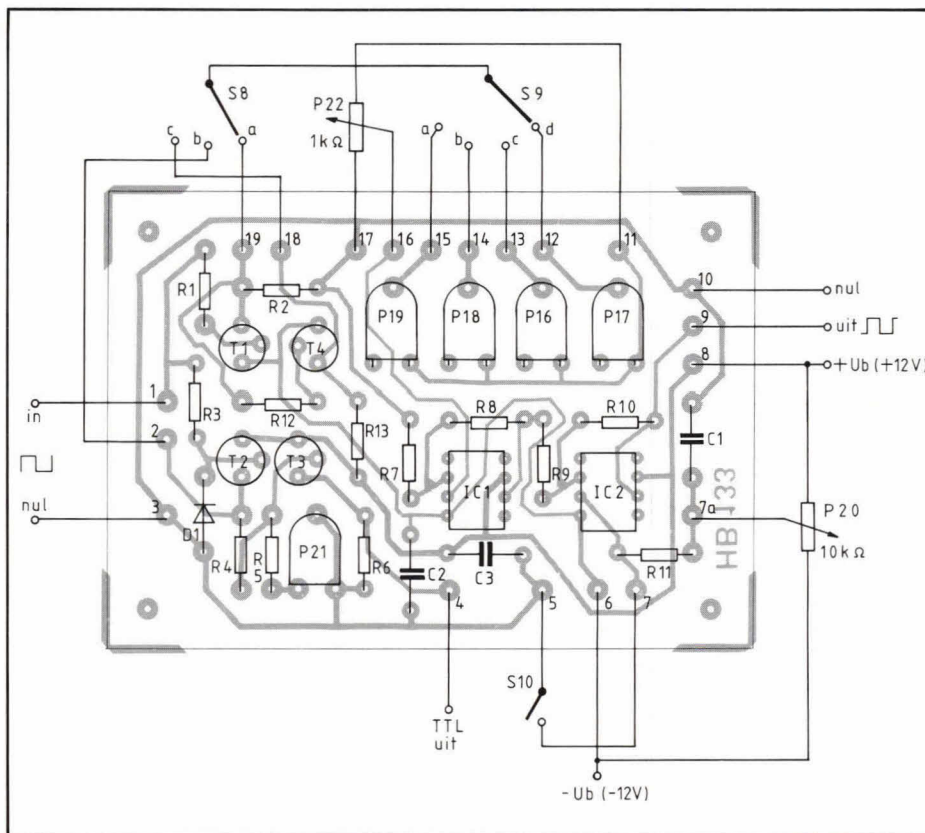 S8
S9
P22
1kΩ
c
b
a
a
b
c
d
19
18
17
16
15
14
13
12
11
10
nul
9
uit
8
+Ub (+12V)
R1
R2
P19
P18
P16
P17
T1
T4
in
1
R3
R12
R13
R8
R10
C1
2
T2
T3
R7
IC1
R9
IC2
nul
3
D1
7a
P20
10kΩ
R4
R
5
P21
R6
C2
C3
R11
4
5
6
7
HB-133
S10
TTL
uit
-Ub (-12V)